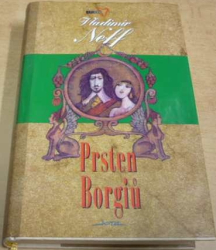 Vladimír
Neff
Prsten
Borgiů